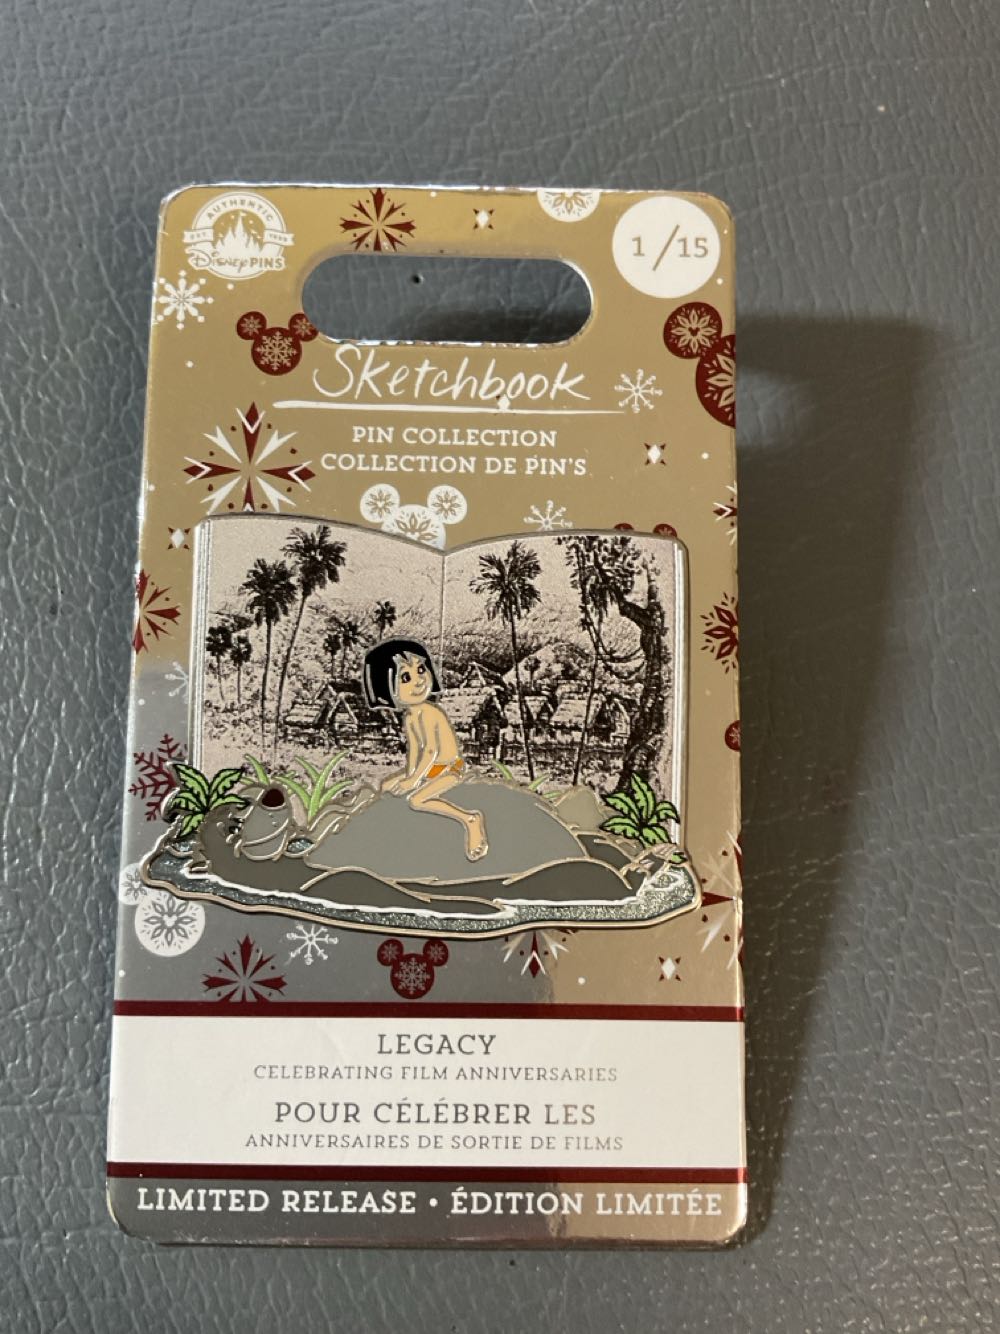 AUTHENTIC
EST. 1955
Disney PINS
1/15
Sketchbook
PIN COLLECTION
COLLECTION DE PIN'S
LEGACY
CELEBRATING FILM ANNIVERSARIES
POUR CÉLÉBRER LES
ANNIVERSAIRES DE SORTIE DE FILMS
LIMITED RELEASE • ÉDITION LIMITÉE